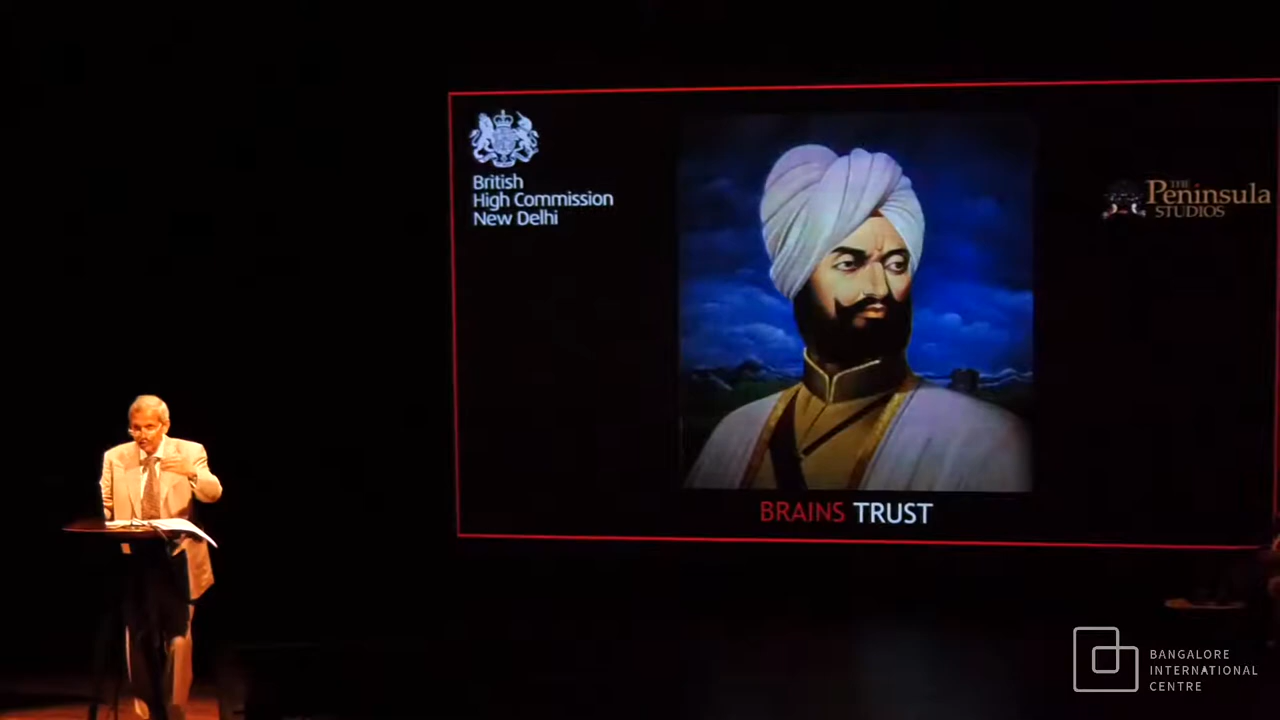 British
High Commission
New Delhi
THE
Peninsula
STUDIOS
BRAINS TRUST
BANGALORE
INTERNATIONAL
CENTRE